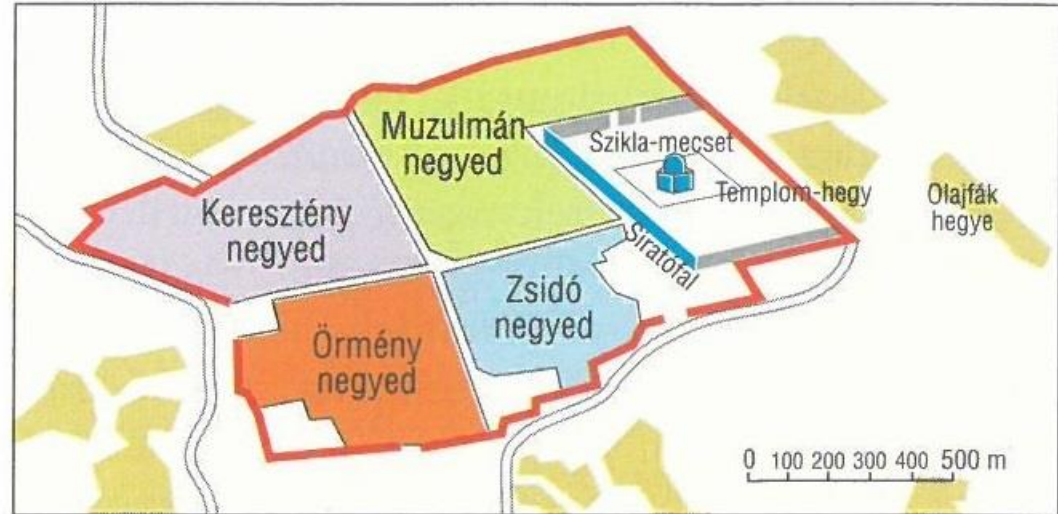 Muzulmán
negyed
Szikla-mecset
Templom-hegy
Olajfák
hegye
Keresztény
negyed
Siratófal
Zsidó
negyed
Örmény
negyed
0 100 200 300 400 500 m